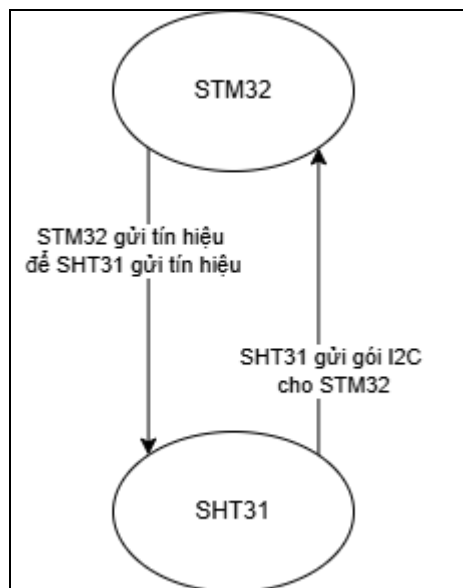 STM32
STM32 gửi tín hiệu
để SHT31 gửi tín hiệu
SHT31 gửi gói I2C
cho STM32
SHT31